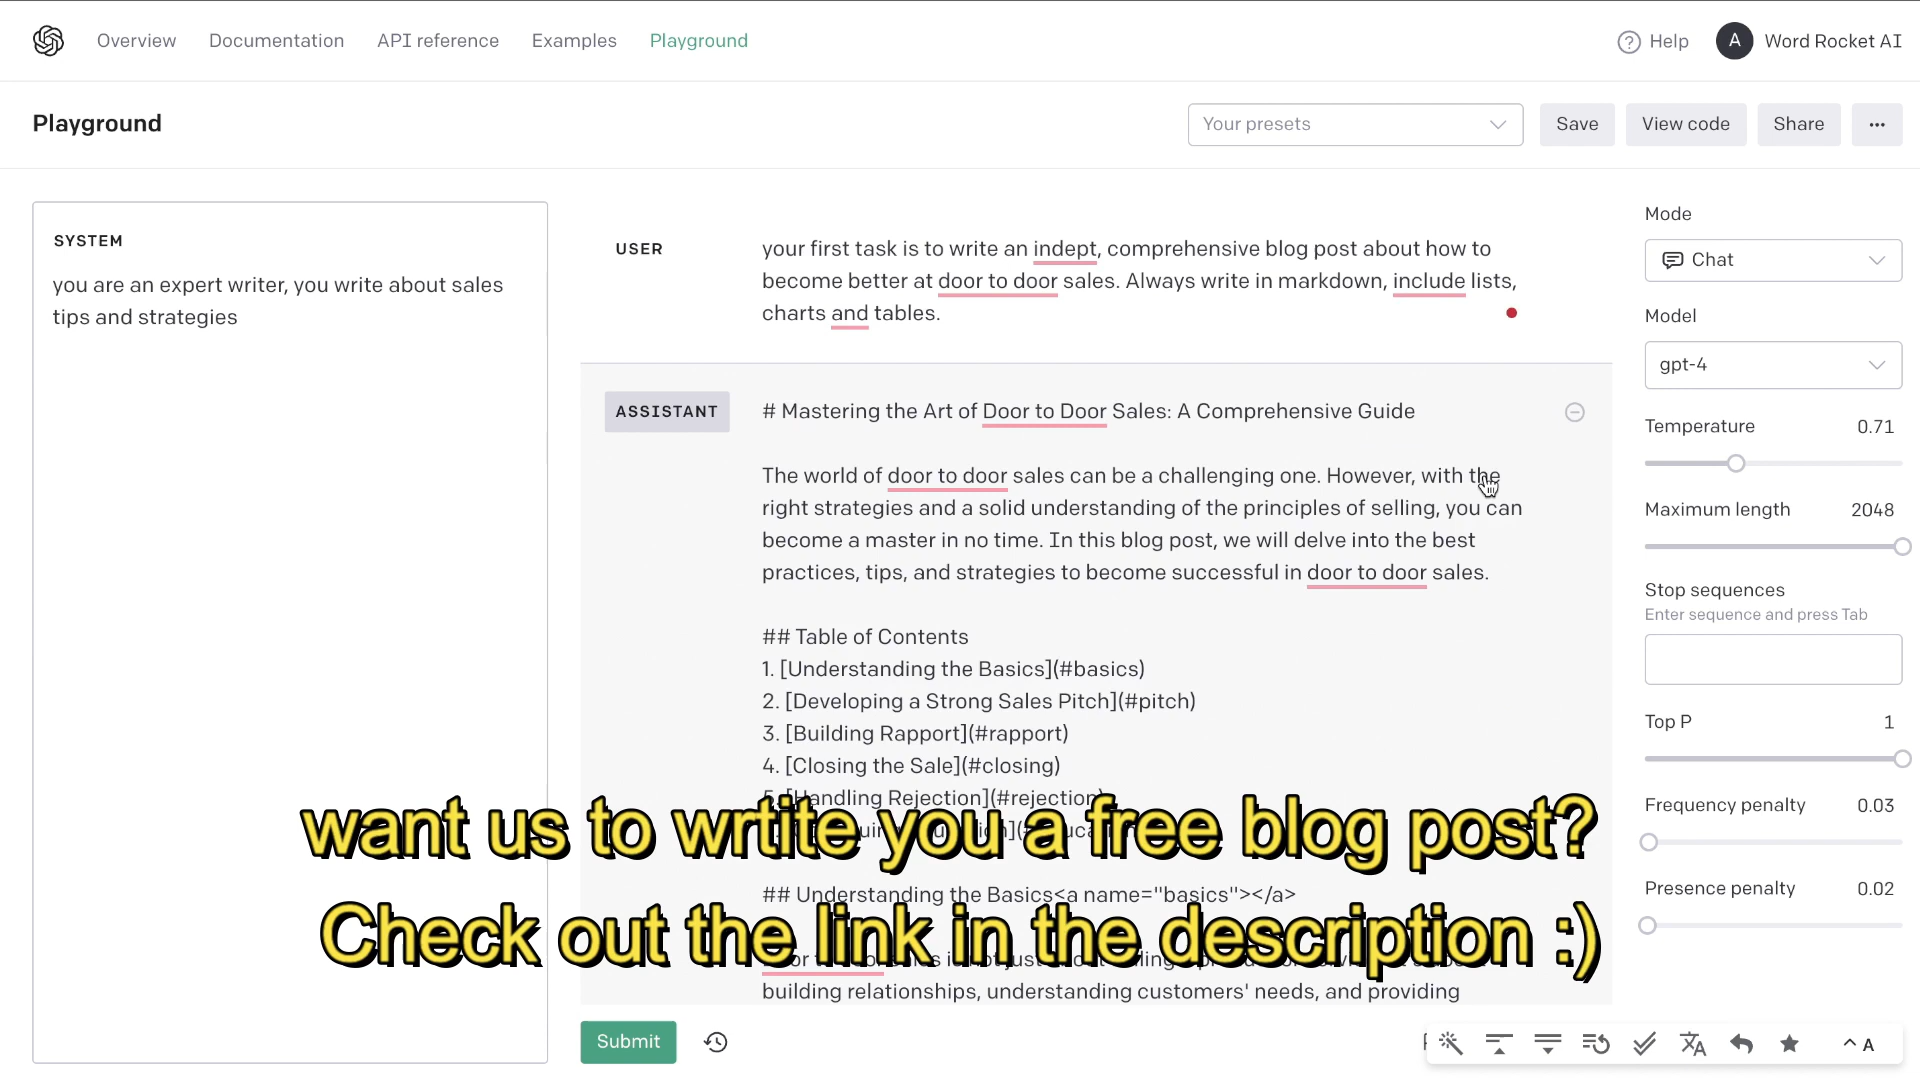 Overview Documentation API reference Examples Playground Help A Word Rocket AI
Playground
Your presets Save View code Share ...
SYSTEM
you are an expert writer, you write about sales
tips and strategies
USER
your first task is to write an indept, comprehensive blog post about how to
become better at door to door sales. Always write in markdown, include lists,
charts and tables.
ASSISTANT
# Mastering the Art of Door to Door Sales: A Comprehensive Guide
The world of door to door sales can be a challenging one. However, with the
right strategies and a solid understanding of the principles of selling, you can
become a master in no time. In this blog post, we will delve into the best
practices, tips, and strategies to become successful in door to door sales.
## Table of Contents
1. [Understanding the Basics](#basics)
2. [Developing a Strong Sales Pitch](#pitch)
3. [Building Rapport](#rapport)
4. [Closing the Sale](#closing)
5. [Handling Rejection](#rejection)
want us to wrtite you a free blog post?
## Understanding the Basics<a name="basics"></a>
Check out the link in the description :)
building relationships, understanding customers' needs, and providing
Submit
Mode
Chat
Model
gpt-4
Temperature 0.71
Maximum length 2048
Stop sequences
Enter sequence and press Tab
Top P 1
Frequency penalty 0.03
Presence penalty 0.02
A